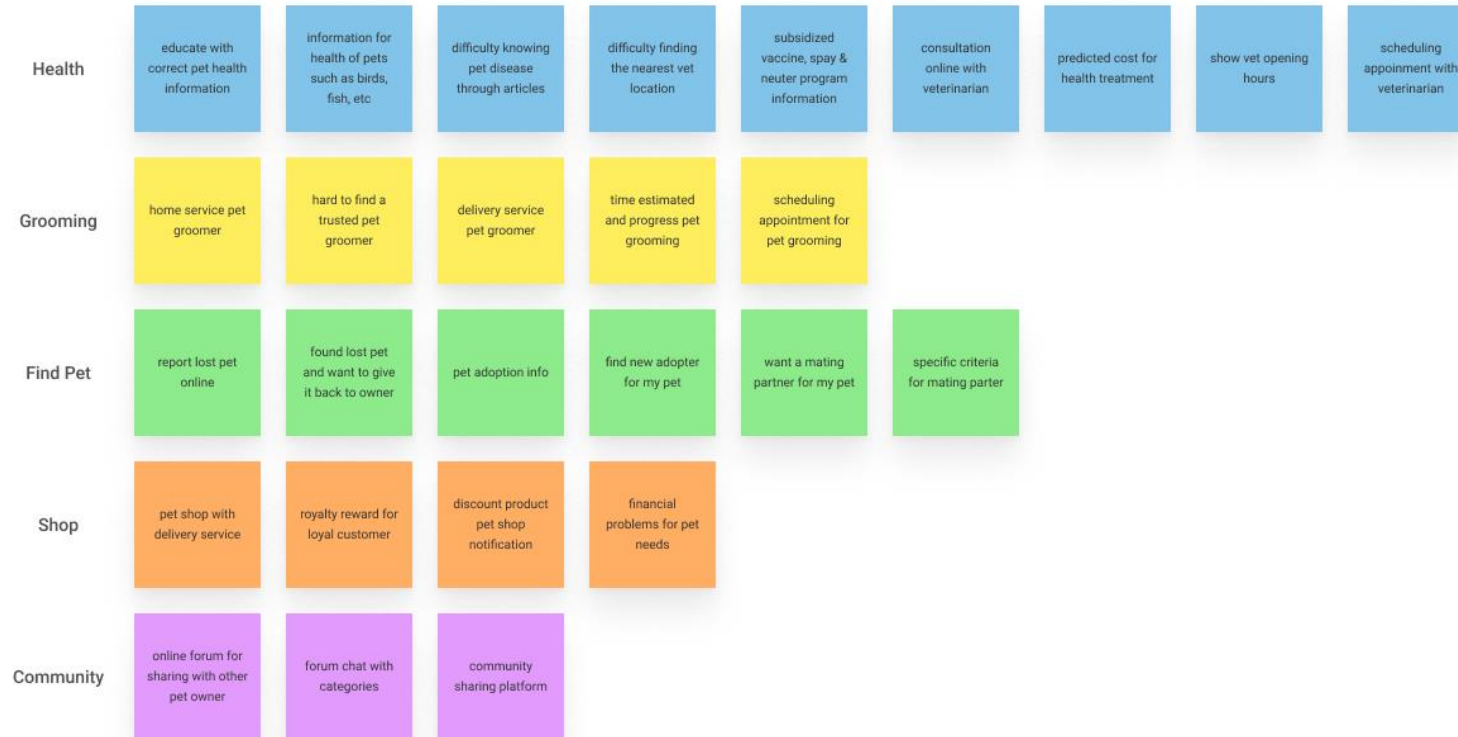 Health
educate with
correct pet health
information
information for
health of pets
such as birds,
fish, etc
difficulty knowing
pet disease
through articles
difficulty finding
the nearest vet
location
subsidized
vaccine, spay &
neuter program
information
consultation
online with
veterinarian
predicted cost for
health treatment
show vet opening
hours
scheduling
appoinment with
veterinarian
Grooming
home service pet
groomer
hard to find a
trusted pet
groomer
delivery service
pet groomer
time estimated
and progress pet
grooming
scheduling
appointment for
pet grooming
Find Pet
report lost pet
online
found lost pet
and want to give
it back to owner
pet adoption info
find new adopter
for my pet
want a mating
partner for my pet
specific criteria
for mating parter
Shop
pet shop with
delivery service
royalty reward for
loyal customer
discount product
pet shop
notification
financial
problems for pet
needs
Community
online forum for
sharing with other
pet owner
forum chat with
categories
community
sharing platform